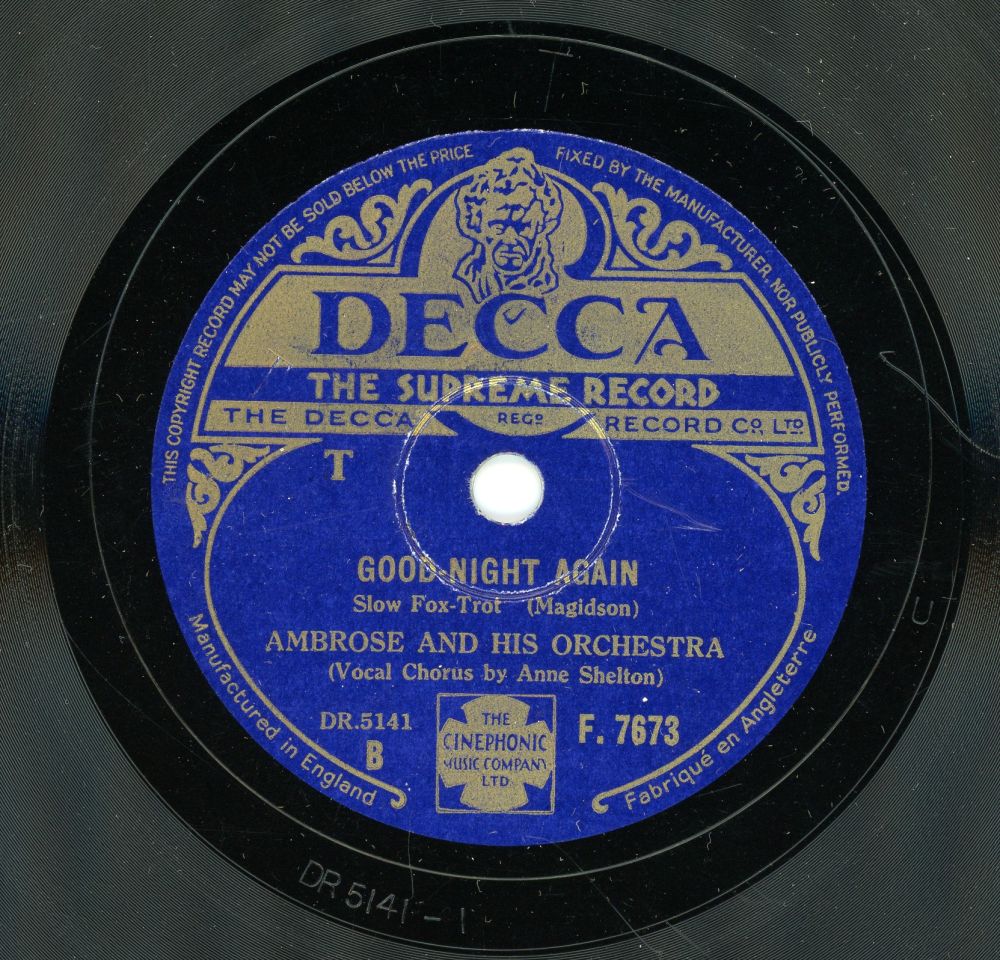 THIS COPYRIGHT RECORD MAY NOT BE SOLD BELOW THE PRICE FIXED BY THE MANUFACTURER, NOR PUBLICLY PERFORMED.
DECCA
THE SUPREME RECORD
THE DECCA REGD RECORD CO LTD
T
GOOD NIGHT AGAIN
Slow Fox-Trot (Magidson)
AMBROSE AND HIS ORCHESTRA
(Vocal Chorus by Anne Shelton)
DR.5141
B
THE
CINEPHONIC
MUSIC COMPANY
LTD
F. 7673
Manufactured in England
Fabriqué en Angleterre
DR 5141-1
U